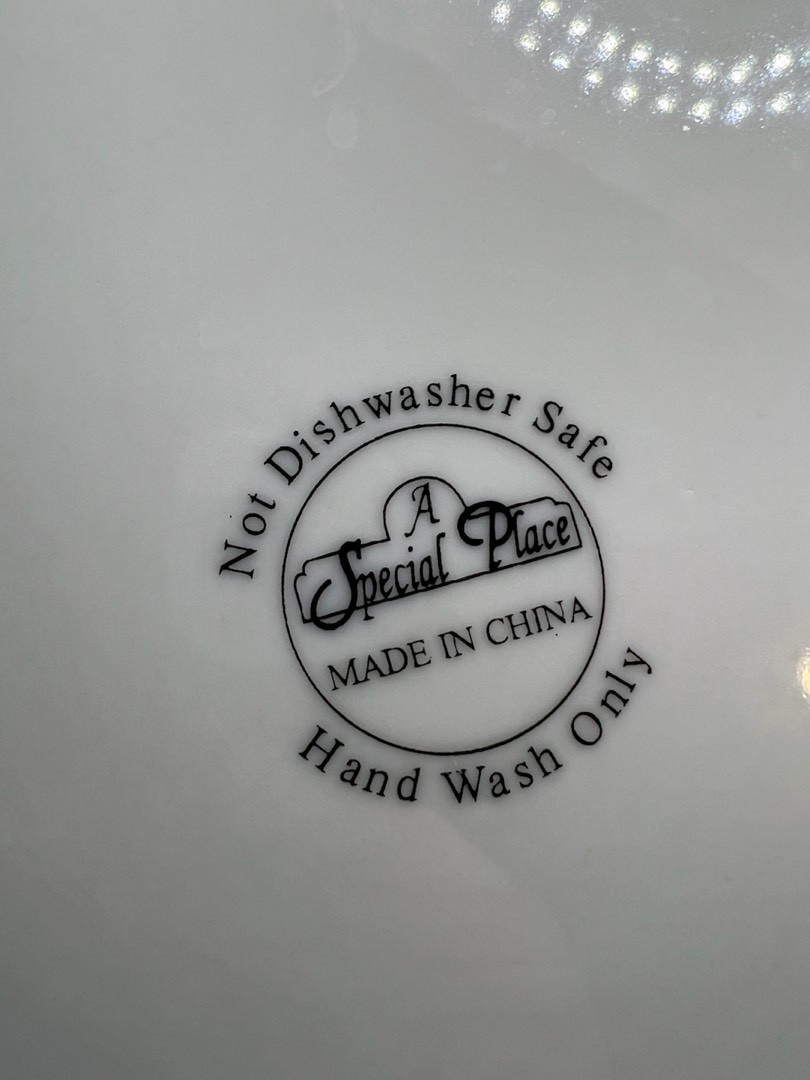 Not Dishwasher Safe
A
Special Place
MADE IN CHINA
Hand Wash Only